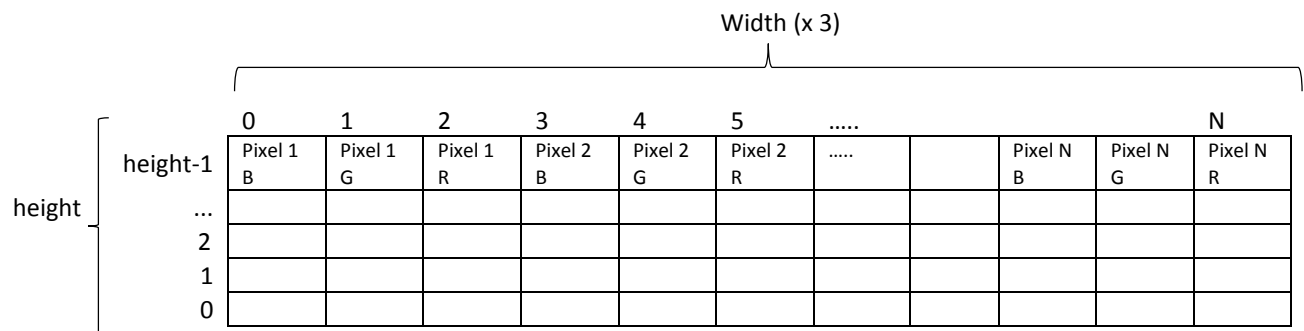 Width (x 3)
0 1 2 3 4 5 ..... N
height-1 Pixel 1 Pixel 1 Pixel 1 Pixel 2 Pixel 2 Pixel 2 ..... Pixel N Pixel N Pixel N
B G R B G R B G R
height
...
2
1
0